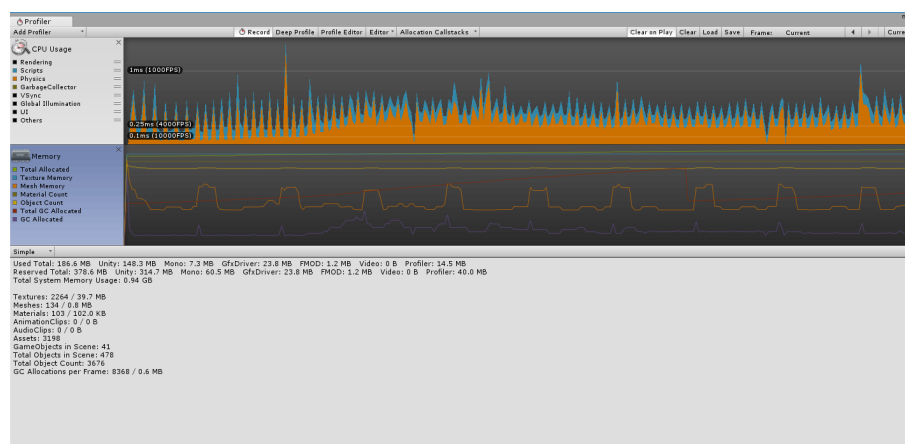 Profiler
Add Profiler Record Deep Profile Profile Editor Editor Allocation Callstacks Clear on Play Clear Load Save Frame: Current Curre
CPU Usage
Rendering
Scripts
Physics
GarbageCollector
VSync
Global Illumination
UI
Others
1ms (1000FPS)
0.25ms (4000FPS)
0.1ms (10000FPS)
Memory
Total Allocated
Texture Memory
Mesh Memory
Material Count
Object Count
Total GC Allocated
GC Allocated
Simple
Used Total: 186.6 MB Unity: 148.3 MB Mono: 7.3 MB GfxDriver: 23.8 MB FMOD: 1.2 MB Video: 0 B Profiler: 14.5 MB
Reserved Total: 378.6 MB Unity: 314.7 MB Mono: 60.5 MB GfxDriver: 23.8 MB FMOD: 1.2 MB Video: 0 B Profiler: 40.0 MB
Total System Memory Usage: 0.94 GB
Textures: 2264 / 39.7 MB
Meshes: 134 / 0.8 MB
Materials: 103 / 102.0 KB
AnimationClips: 0 / 0 B
AudioClips: 0 / 0 B
Assets: 3198
GameObjects in Scene: 41
Total Objects in Scene: 478
Total Object Count: 3676
GC Allocations per Frame: 8368 / 0.6 MB